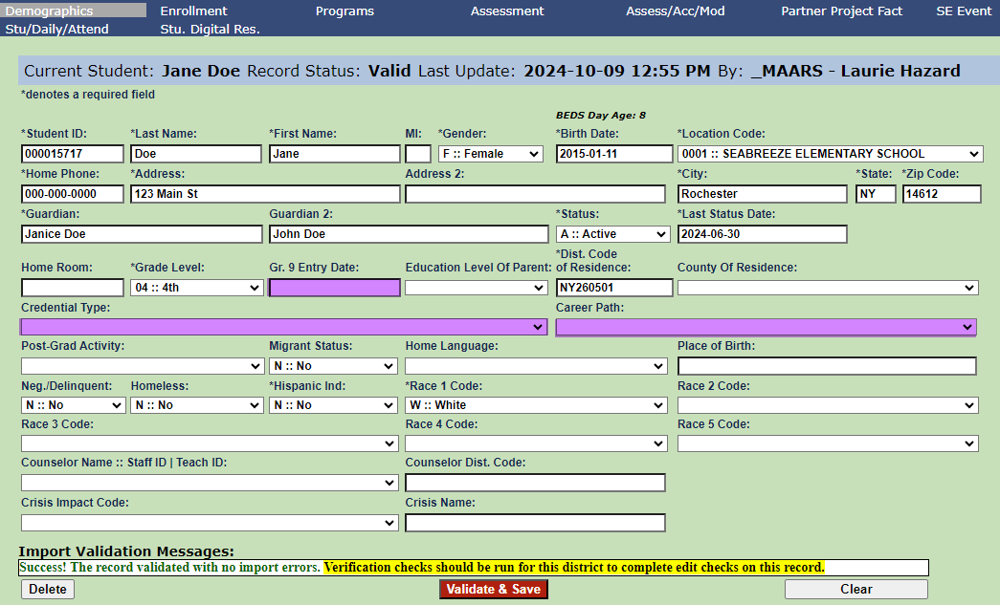 Demographics Enrollment Programs Assessment Assess/Acc/Mod Partner Project Fact SE Event
Stu/Daily/Attend Stu. Digital Res.
Current Student: Jane Doe Record Status: Valid Last Update: 2024-10-09 12:55 PM By: _MAARS - Laurie Hazard
*denotes a required field
BEDS Day Age: 8
*Student ID: *Last Name: *First Name: MI: *Gender: *Birth Date: *Location Code:
000015717 Doe Jane F :: Female 2015-01-11 0001 :: SEABREEZE ELEMENTARY SCHOOL
*Home Phone: *Address: Address 2: *City: *State: *Zip Code:
000-000-0000 123 Main St Rochester NY 14612
*Guardian: Guardian 2: *Status: *Last Status Date:
Janice Doe John Doe A :: Active 2024-06-30
*Dist. Code
Home Room: *Grade Level: Gr. 9 Entry Date: Education Level Of Parent: of Residence: County Of Residence:
04 :: 4th NY260501
Credential Type: Career Path:
Post-Grad Activity: Migrant Status: Home Language: Place of Birth:
N :: No
Neg./Delinquent: Homeless: *Hispanic Ind: *Race 1 Code: Race 2 Code:
N :: No N :: No N :: No W :: White
Race 3 Code: Race 4 Code: Race 5 Code:
Counselor Name :: Staff ID | Teach ID: Counselor Dist. Code:
Crisis Impact Code: Crisis Name:
Import Validation Messages:
Success! The record validated with no import errors. Verification checks should be run for this district to complete edit checks on this record.
Delete Validate & Save Clear